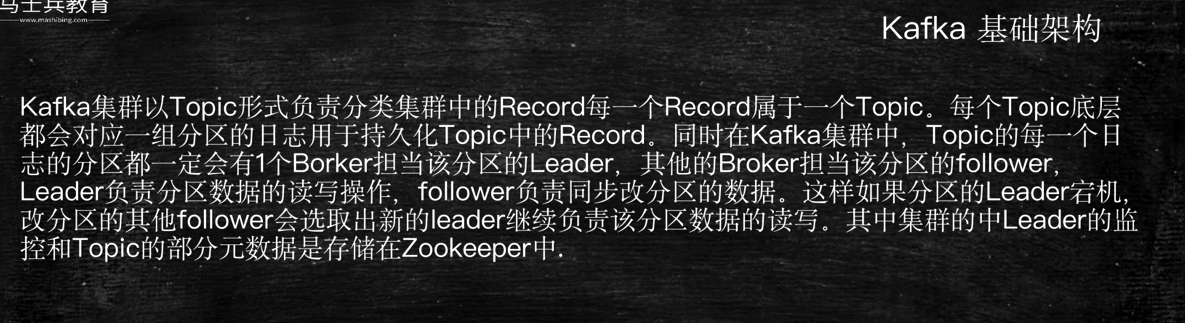 马士兵教育
www.mashibing.com
Kafka 基础架构
Kafka集群以Topic形式负责分类集群中的Record每一个Record属于一个Topic。每个Topic底层
都会对应一组分区的日志用于持久化Topic中的Record。同时在Kafka集群中，Topic的每一个日
志的分区都一定会有1个Borker担当该分区的Leader，其他的Broker担当该分区的follower，
Leader负责分区数据的读写操作，follower负责同步改分区的数据。这样如果分区的Leader宕机，
改分区的其他follower会选取出新的leader继续负责该分区数据的读写。其中集群的中Leader的监
控和Topic的部分元数据是存储在Zookeeper中.